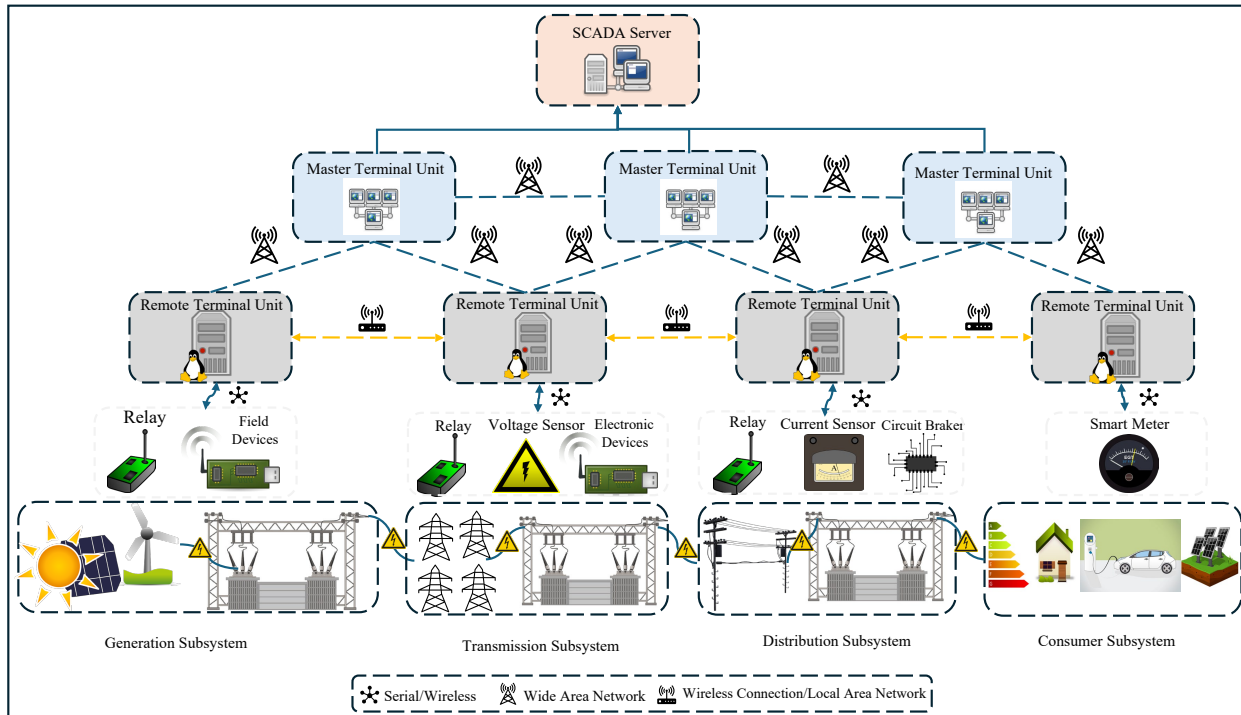 SCADA Server
Master Terminal Unit
Master Terminal Unit
Master Terminal Unit
Remote Terminal Unit
Remote Terminal Unit
Remote Terminal Unit
Remote Terminal Unit
Relay
Field
Devices
Relay
Voltage Sensor
Electronic
Devices
Relay
Current Sensor
Circuit Braker
Smart Meter
A
Generation Subsystem
Transmission Subsystem
Distribution Subsystem
Consumer Subsystem
Serial/Wireless
Wide Area Network
Wireless Connection/Local Area Network